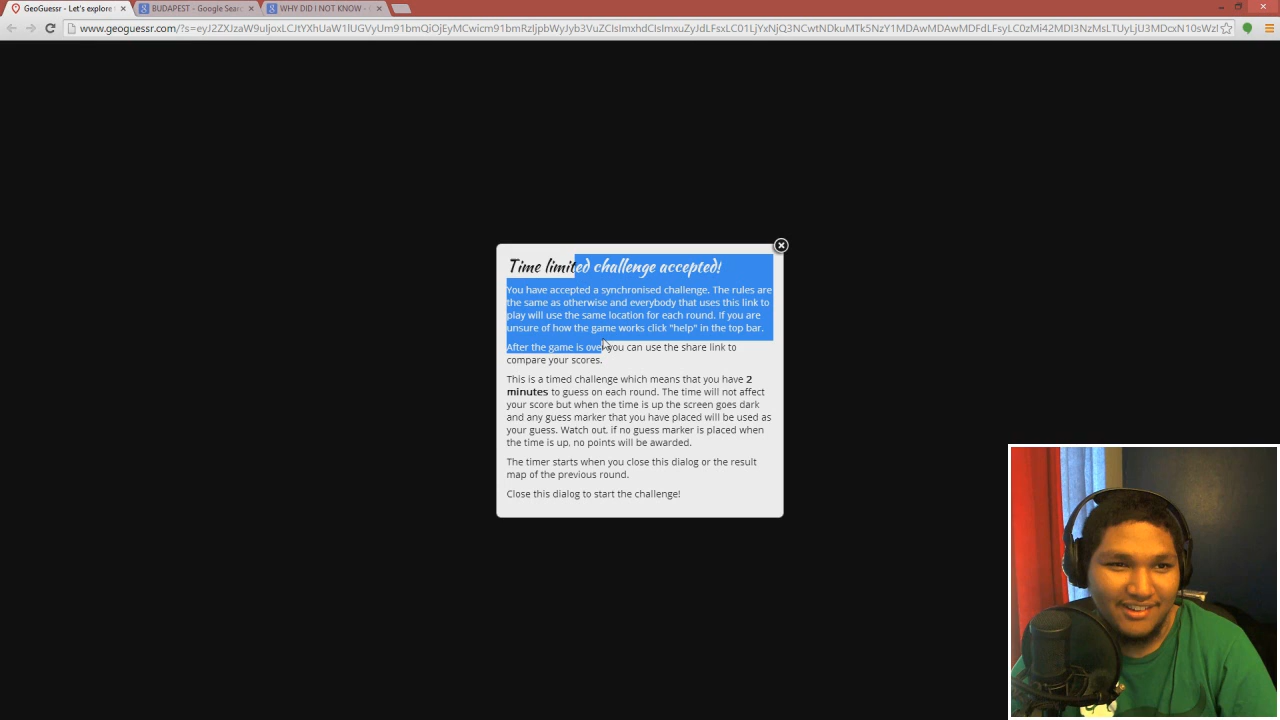 GeoGuessr - Let's explore
BUDAPEST - Google Sear
WHY DID I NOT KNOW -
Time limited challenge accepted!
You have accepted a synchronised challenge. The rules are
the same as otherwise and everybody that uses this link to
play will use the same location for each round. If you are
unsure of how the game works click "help" in the top bar.
After the game is over you can use the share link to
compare your scores.
This is a timed challenge which means that you have 2
minutes to guess on each round. The time will not affect
your score but when the time is up the screen goes dark
and any guess marker that you have placed will be used as
your guess. Watch out, if no guess marker is placed when
the time is up, no points will be awarded.
The timer starts when you close this dialog or the result
map of the previous round.
Close this dialog to start the challenge!